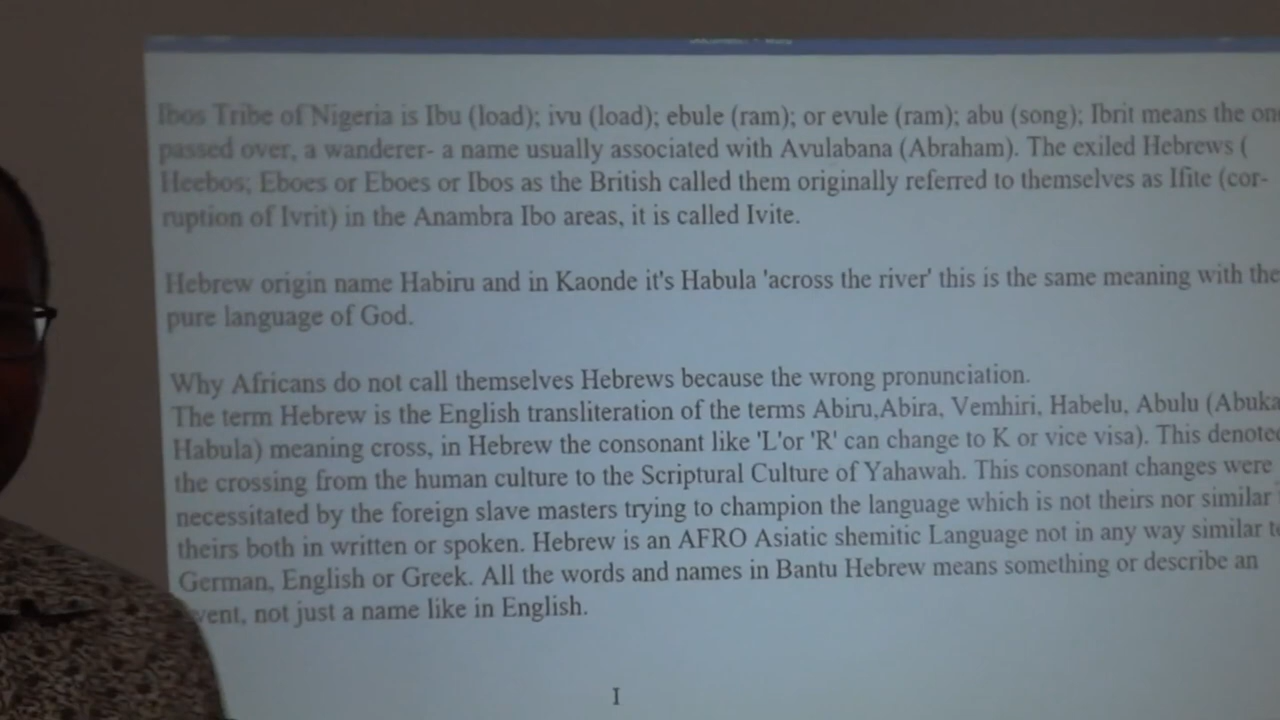 Ibos Tribe of Nigeria is Ibu (load); ivu (load); ebule (ram); or evule (ram); abu (song); Ibrit means the
passed over, a wanderer- a name usually associated with Avulabana (Abraham). The exiled Hebrews (
Heebos; Eboes or Eboes or Ibos as the British called them originally referred to themselves as Ifite (cor-
ruption of Ivrit) in the Anambra Ibo areas, it is called Ivite.
Hebrew origin name Habiru and in Kaonde it's Habula 'across the river' this is the same meaning with the
pure language of God.
Why Africans do not call themselves Hebrews because the wrong pronunciation.
The term Hebrew is the English transliteration of the terms Abiru,Abira, Vemhiri, Habelu, Abulu (Abuka
Habula) meaning cross, in Hebrew the consonant like 'L'or 'R' can change to K or vice visa). This denoted
the crossing from the human culture to the Scriptural Culture of Yahawah. This consonant changes were
necessitated by the foreign slave masters trying to champion the language which is not theirs nor similar
theirs both in written or spoken. Hebrew is an AFRO Asiatic shemitic Language not in any way similar
German, English or Greek. All the words and names in Bantu Hebrew means something or describe an
vent, not just a name like in English.